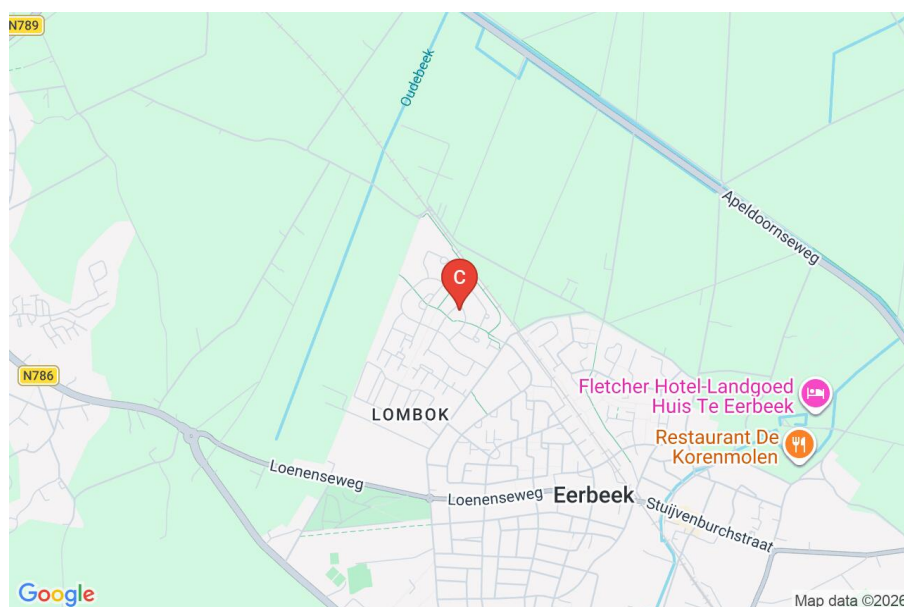 N789
Oudebeek
Apeldoornseweg
C
N786
Fletcher Hotel-Landgoed
Huis Te Eerbeek
LOMBOK
Restaurant De
Korenmolen
Loenenseweg
Loenenseweg
Eerbeek
Stuijvenburchstraat
Google
Map data ©2026